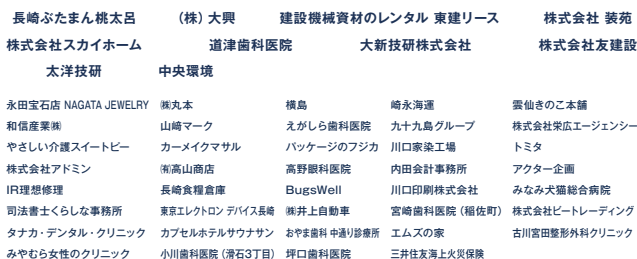 長崎ぶたまん桃太呂 (株) 大興 建設機械資材のレンタル 東建リース 株式会社 装苑
株式会社スカイホーム 道津歯科医院 大新技研株式会社 株式会社友建設
太洋技研 中央環境
永田宝石店 NAGATA JEWELRY ㈱丸本 横島 崎永海運 雲仙きのこ本舗
和信産業㈱ 山﨑マーク えがしら歯科医院 九十九島グループ 株式会社栄広エージェンシー
やさしい介護スイートピー カーメイクマサル パッケージのフジカ 川口家染工場 トミタ
株式会社アドミン ㈲高山商店 高野眼科医院 内田会計事務所 アクター企画
IR理想修理 長崎食糧倉庫 BugsWell 川口印刷株式会社 みなみ犬猫総合病院
司法書士くらしな事務所 東京エレクトロン デバイス長崎 ㈱井上自動車 宮崎歯科医院 (稲佐町) 株式会社ビートレーディング
タナカ・デンタル・クリニック カプセルホテルサウナサン おやま歯科 中通り診療所 エムズの家 古川宮田整形外科クリニック
みやむら女性のクリニック 小川歯科医院 (滑石3丁目) 坪口歯科医院 三井住友海上火災保険